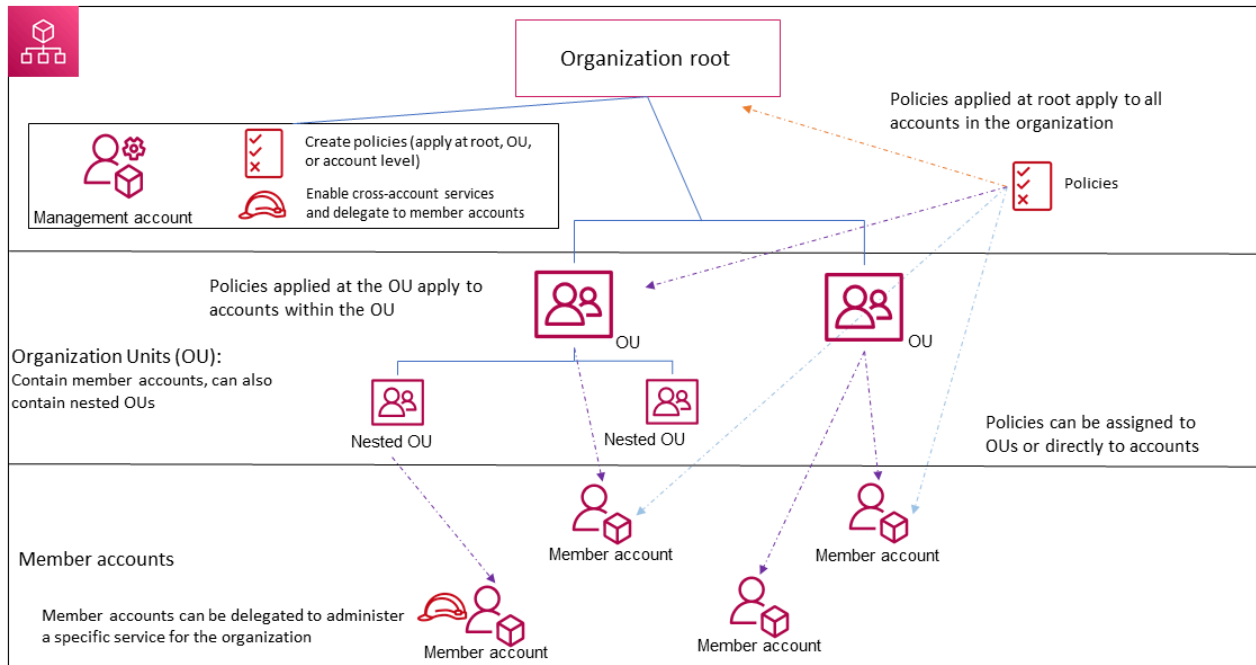 Organization root
Policies applied at root apply to all
accounts in the organization
Create policies (apply at root, OU,
or account level)
Enable cross-account services
and delegate to member accounts
Management account
Policies
Policies applied at the OU apply to
accounts within the OU
OU
OU
Organization Units (OU):
Contain member accounts, can also
contain nested OUs
Nested OU
Nested OU
Policies can be assigned to
OUs or directly to accounts
Member account
Member account
Member accounts
Member accounts can be delegated to administer
a specific service for the organization
Member account
Member account